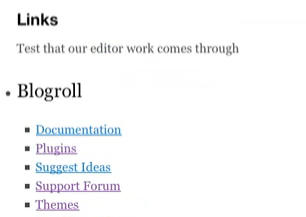 Links
Test that our editor work comes through
Blogroll
Documentation
Plugins
Suggest Ideas
Support Forum
Themes